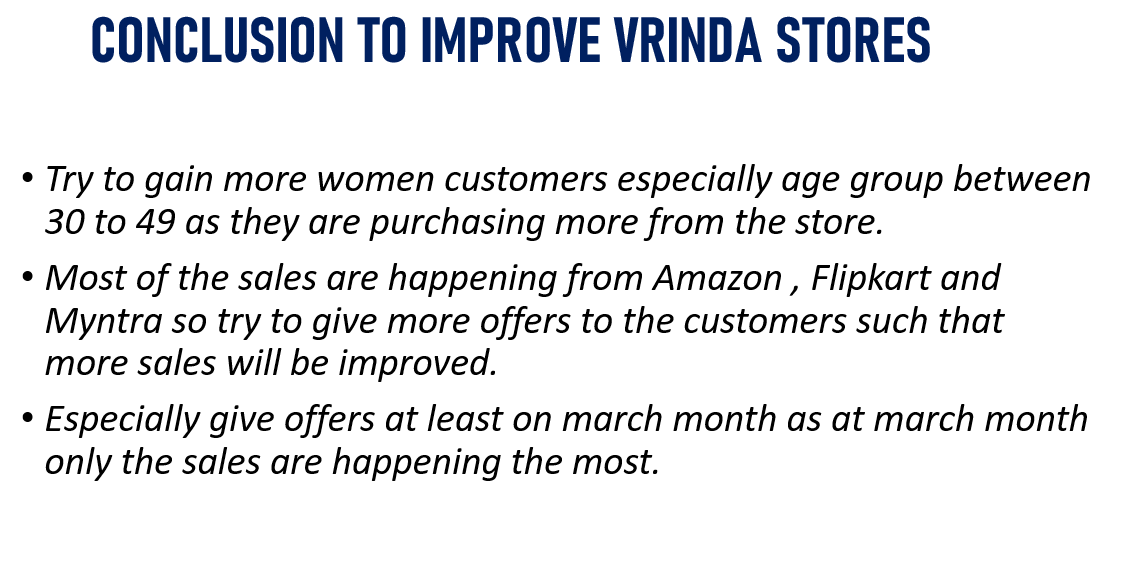 CONCLUSION TO IMPROVE VRINDA STORES
• Try to gain more women customers especially age group between
30 to 49 as they are purchasing more from the store.
• Most of the sales are happening from Amazon , Flipkart and
Myntra so try to give more offers to the customers such that
more sales will be improved.
• Especially give offers at least on march month as at march month
only the sales are happening the most.